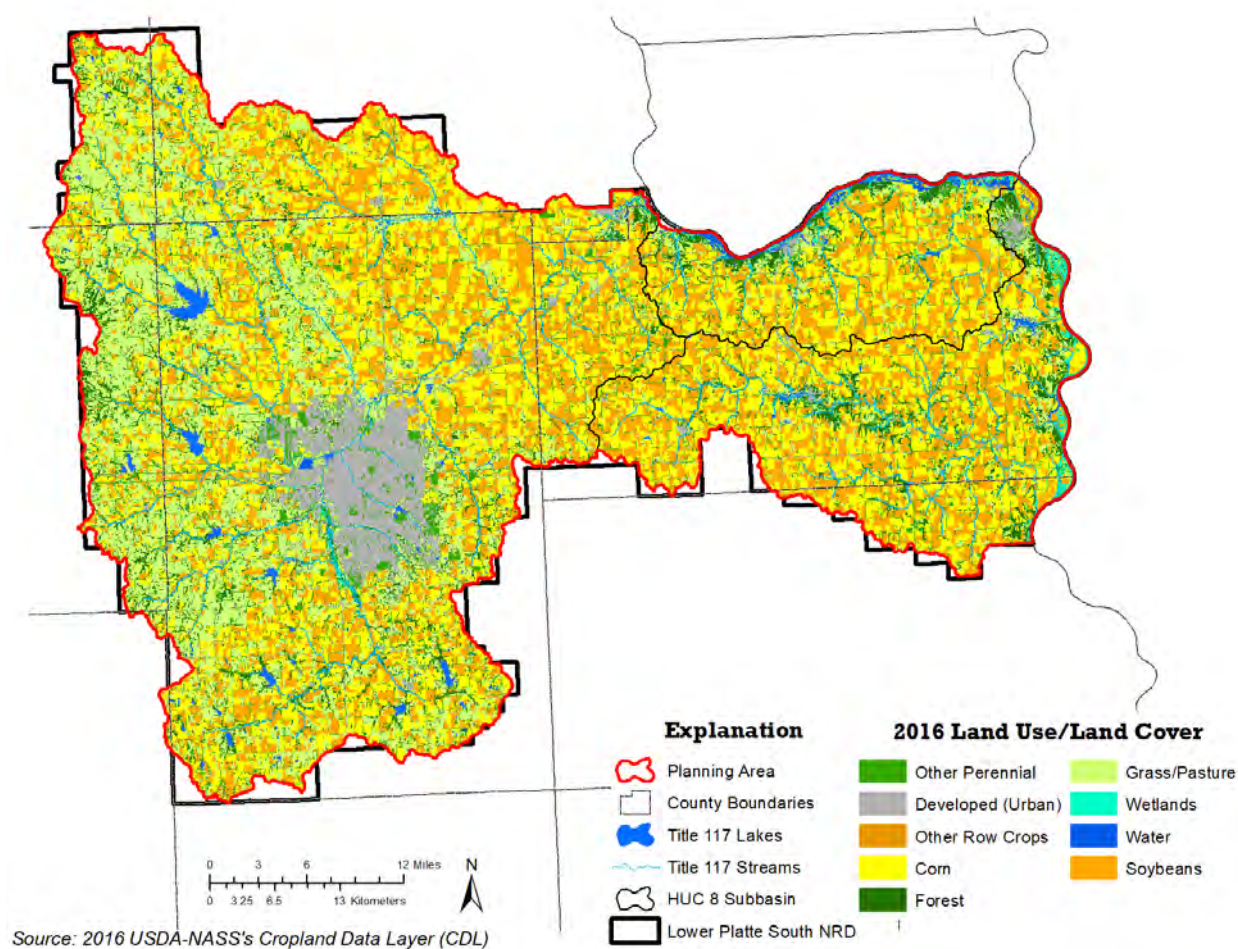 Explanation
Planning Area
County Boundaries
Title 117 Lakes
Title 117 Streams
HUC 8 Subbasin
Lower Platte South NRD
2016 Land Use/Land Cover
Other Perennial
Developed (Urban)
Other Row Crops
Corn
Forest
Grass/Pasture
Wetlands
Water
Soybeans
0 3 6 12 Miles
0 3.25 6.5 13 Kilometers
N
Source: 2016 USDA-NASS's Cropland Data Layer (CDL)